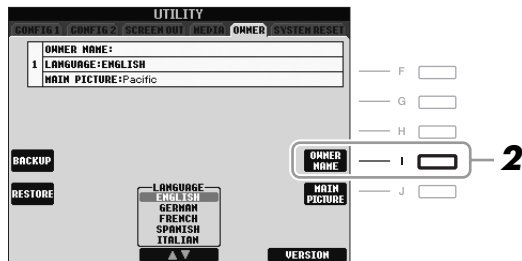 UTILITY
CONFIG 1 CONFIG 2 SCREEN OUT MEDIA OWNER SYSTEM RESET
OWNER NAME:
1 LANGUAGE:ENGLISH
MAIN PICTURE:Pacific
F
G
H
BACKUP
OWNER NAME
I
2
RESTORE
LANGUAGE
ENGLISH
GERMAN
FRENCH
SPANISH
ITALIAN
MAIN PICTURE
J
▲▼
VERSION